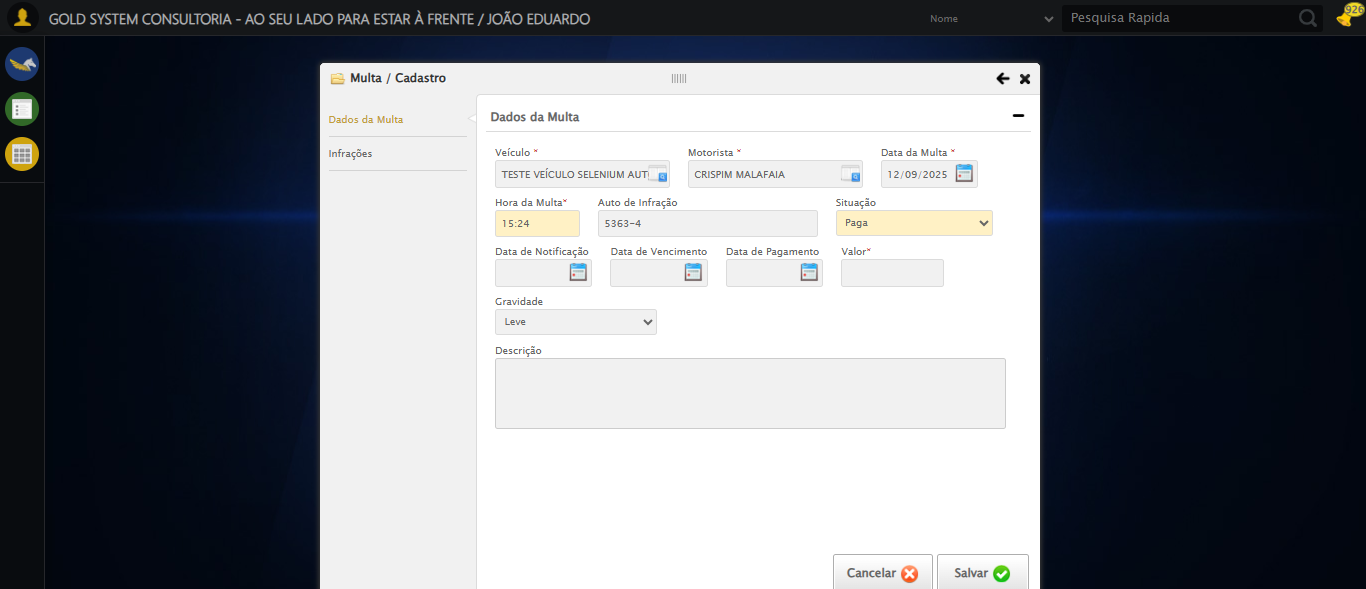 GOLD SYSTEM CONSULTORIA - AO SEU LADO PARA ESTAR À FRENTE / JOÃO EDUARDO
Nome
Pesquisa Rapida
926
Multa / Cadastro
Dados da Multa
Infrações
Dados da Multa
Veículo * Motorista * Data da Multa *
TESTE VEÍCULO SELENIUM AUT CRISPIM MALAFAIA 12/09/2025
Hora da Multa* Auto de Infração Situação
15:24 5363-4 Paga
Data de Notificação Data de Vencimento Data de Pagamento Valor*
Gravidade
Leve
Descrição
Cancelar Salvar